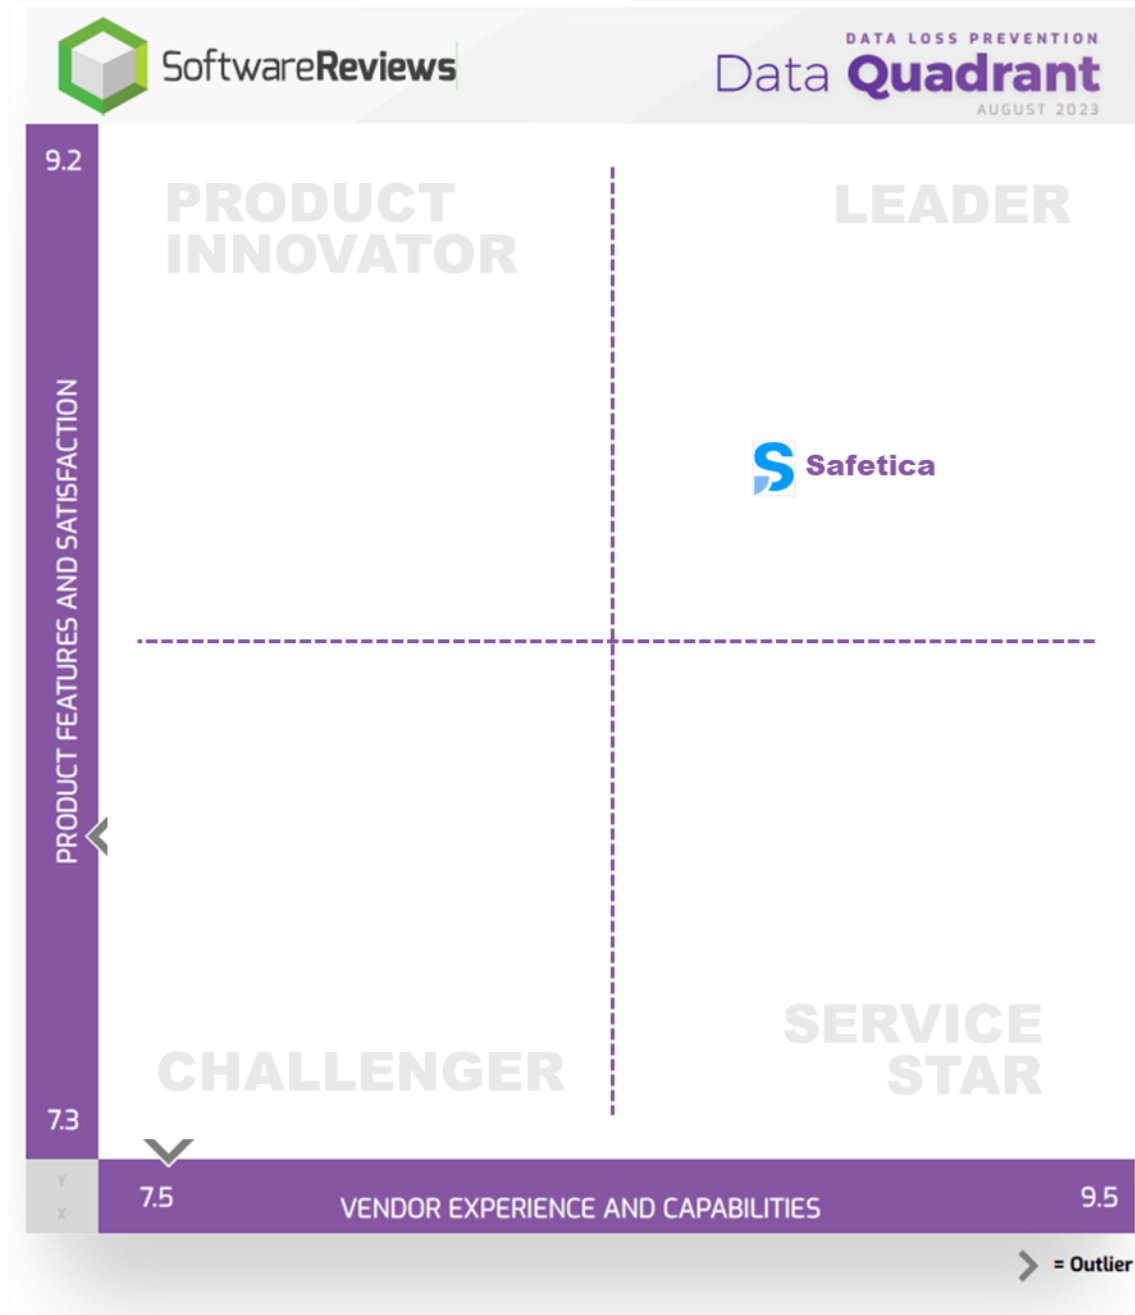 SoftwareReviews
DATA LOSS PREVENTION
Data Quadrant
AUGUST 2023
9.2
PRODUCT
INNOVATOR
LEADER
PRODUCT FEATURES AND SATISFACTION
Safetica
CHALLENGER
SERVICE
STAR
7.3
Y
X
7.5
VENDOR EXPERIENCE AND CAPABILITIES
9.5
= Outlier